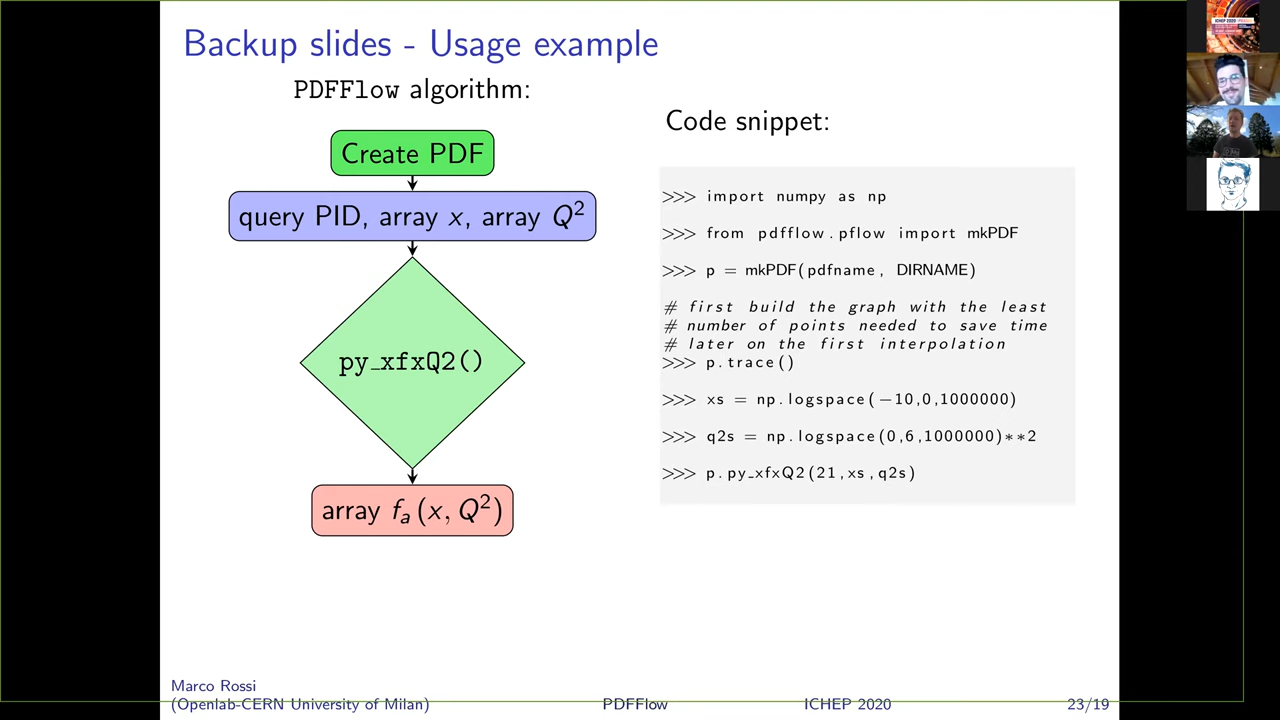 Backup slides - Usage example
PDFFlow algorithm:
Create PDF
query PID, array x, array Q²
py_xfxQ2()
array fₐ(x, Q²)
Code snippet:
>>> import numpy as np
>>> from pdfflow.pflow import mkPDF
>>> p = mkPDF(pdfname, DIRNAME)
# first build the graph with the least
# number of points needed to save time
# later on the first interpolation
>>> p.trace()
>>> xs = np.logspace(−10,0,1000000)
>>> q2s = np.logspace(0,6,1000000)**2
>>> p.py_xfxQ2(21,xs,q2s)
Marco Rossi
(Openlab-CERN University of Milan)
PDFFlow
ICHEP 2020
23/19
ICHEP 2020